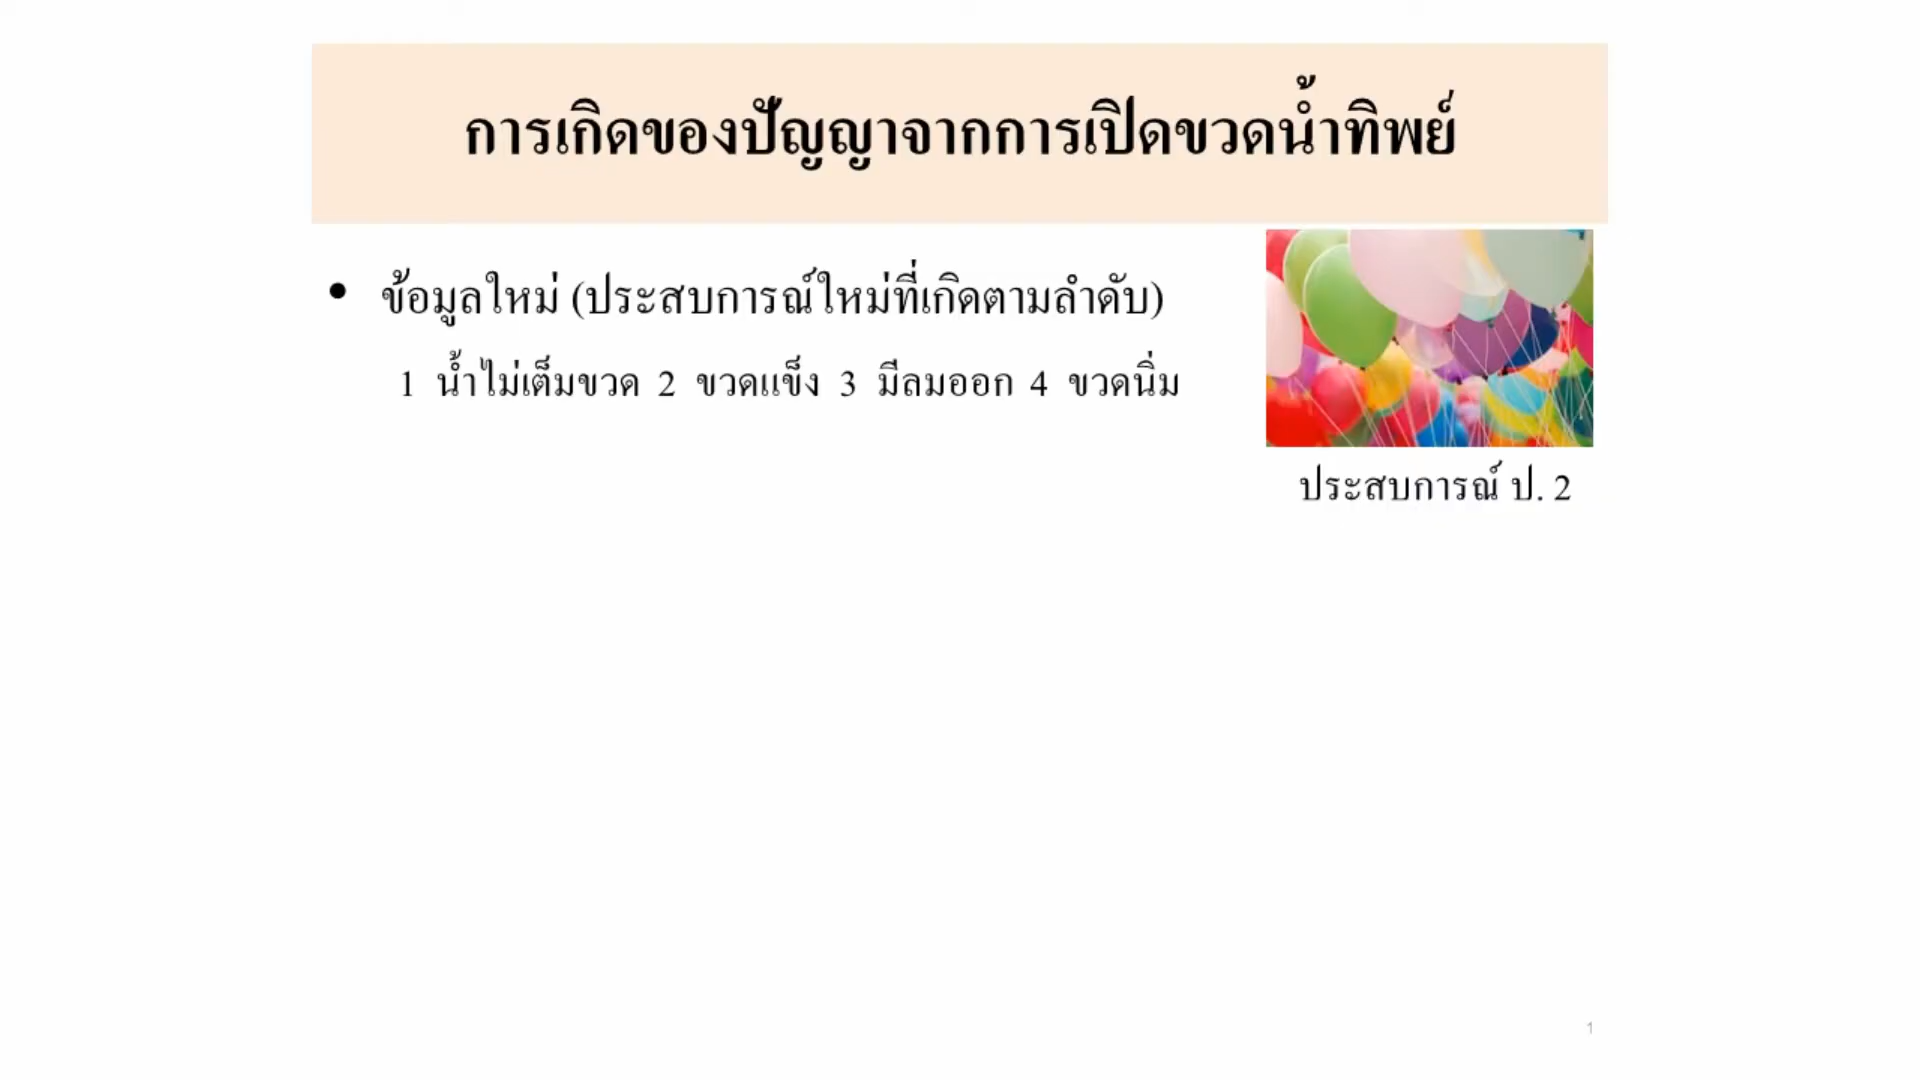 การเกิดของปัญญาจากการเปิดขวดน้ำทิพย์
• ข้อมูลใหม่ (ประสบการณ์ใหม่ที่เกิดตามลำดับ)
1 น้ำไม่เต็มขวด 2 ขวดแข็ง 3 มีลมออก 4 ขวดนิ่ม
ประสบการณ์ ป. 2
1